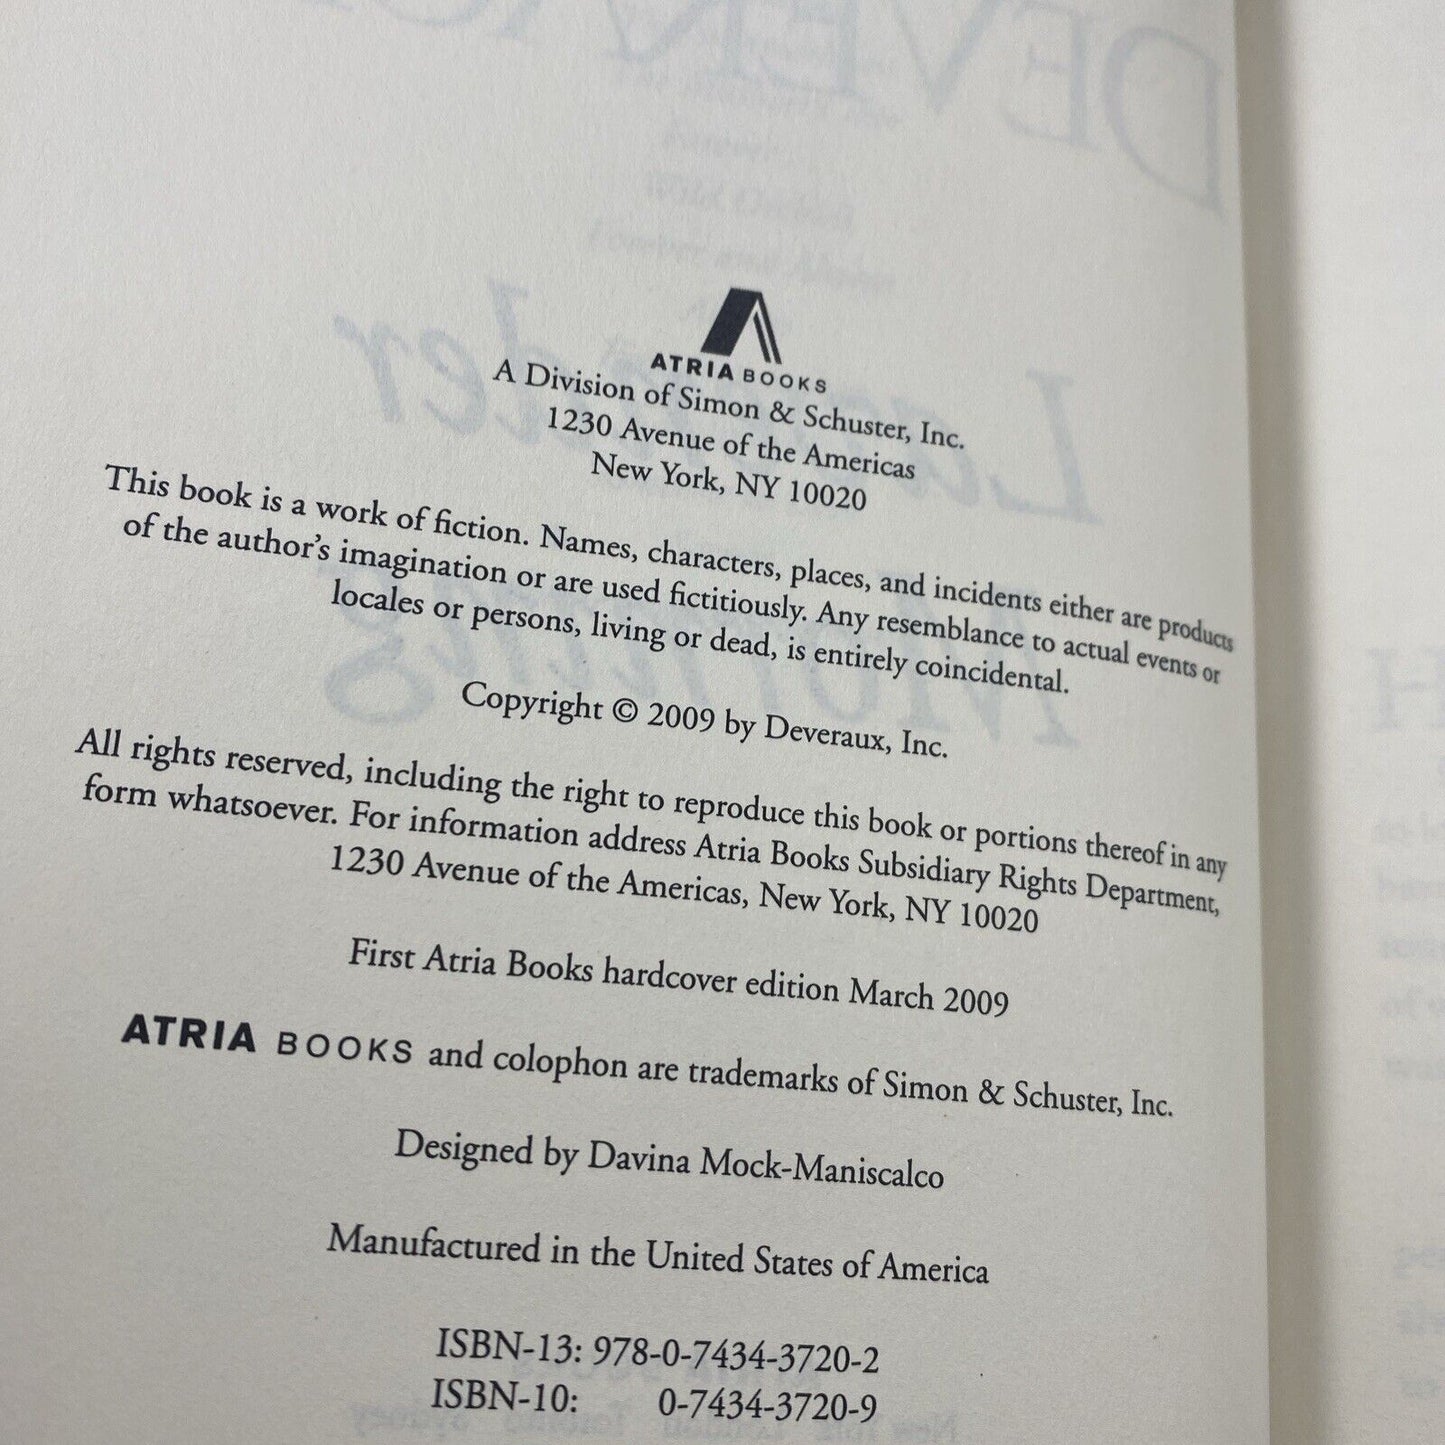 ATRIA BOOKS
A Division of Simon & Schuster, Inc.
1230 Avenue of the Americas
New York, NY 10020
This book is a work of fiction. Names, characters, places, and incidents either are products
of the author's imagination or are used fictitiously. Any resemblance to actual events or
locales or persons, living or dead, is entirely coincidental.
Copyright © 2009 by Deveraux, Inc.
All rights reserved, including the right to reproduce this book or portions thereof in any
form whatsoever. For information address Atria Books Subsidiary Rights Department,
1230 Avenue of the Americas, New York, NY 10020
First Atria Books hardcover edition March 2009
ATRIA BOOKS and colophon are trademarks of Simon & Schuster, Inc.
Designed by Davina Mock-Maniscalco
Manufactured in the United States of America
ISBN-13: 978-0-7434-3720-2
ISBN-10: 0-7434-3720-9